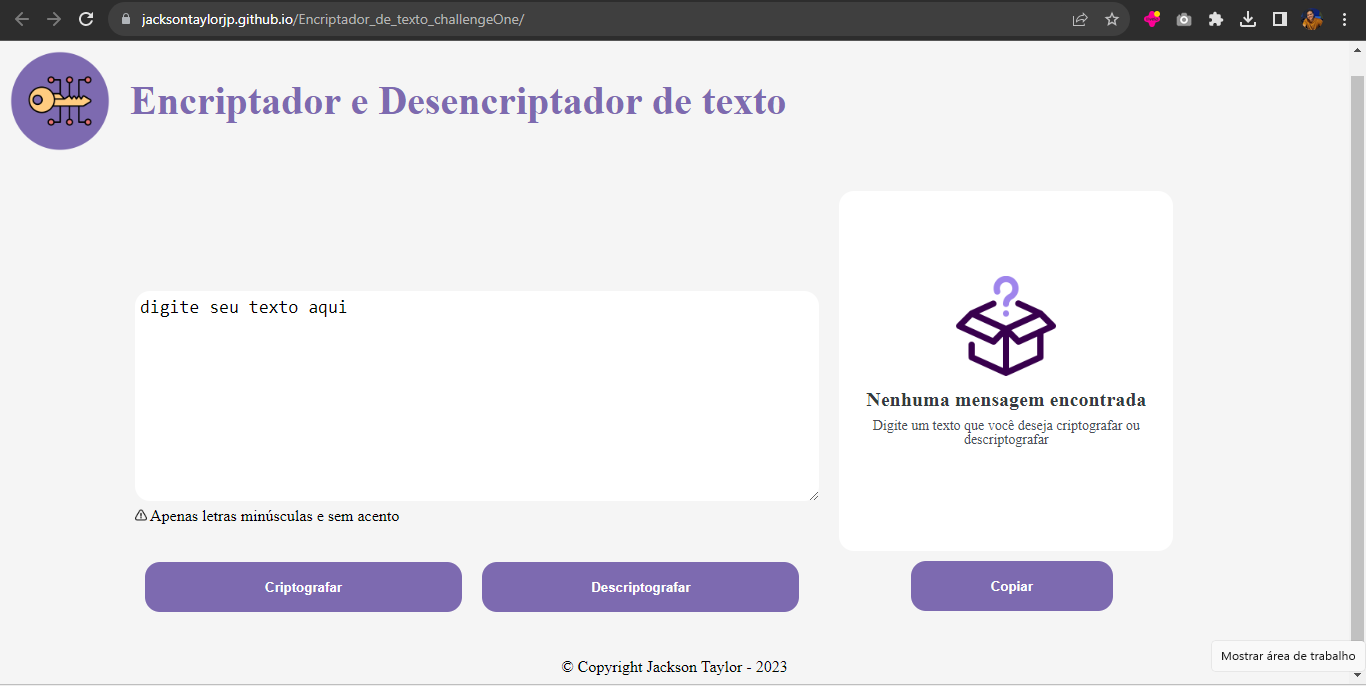 jacksontaylorjp.github.io/Encriptador_de_texto_challengeOne/
Encriptador e Desencriptador de texto
digite seu texto aqui
Apenas letras minúsculas e sem acento
Criptografar
Descriptografar
Nenhuma mensagem encontrada
Digite um texto que você deseja criptografar ou
descriptografar
Copiar
© Copyright Jackson Taylor - 2023
Mostrar área de trabalho